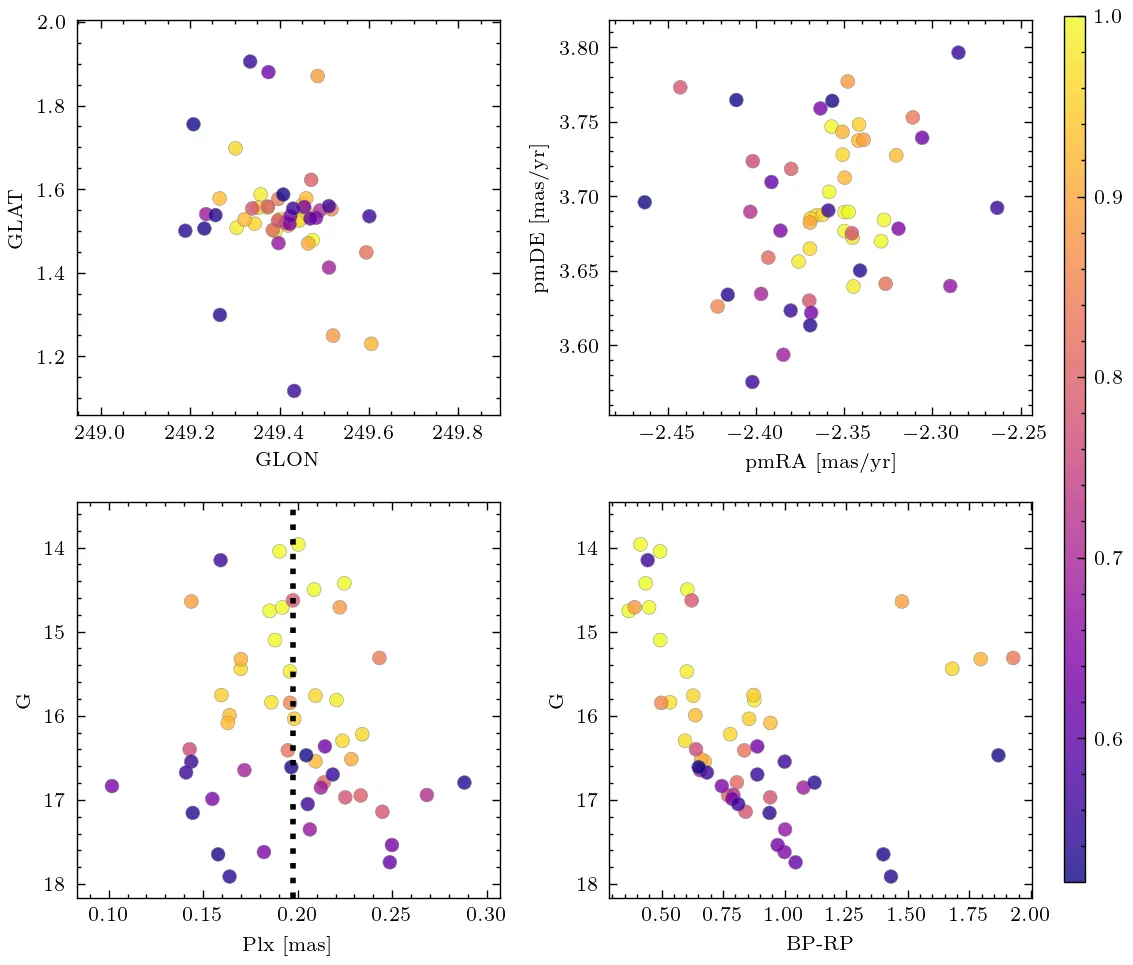 2.0
1.8
1.6
1.4
1.2
GLAT
249.0 249.2 249.4 249.6 249.8
GLON
3.80
3.75
3.70
3.65
3.60
pmDE [mas/yr]
−2.45 −2.40 −2.35 −2.30 −2.25
pmRA [mas/yr]
14
15
16
17
18
G
0.10 0.15 0.20 0.25 0.30
Plx [mas]
14
15
16
17
18
G
0.50 0.75 1.00 1.25 1.50 1.75 2.00
BP-RP
1.0
0.9
0.8
0.7
0.6